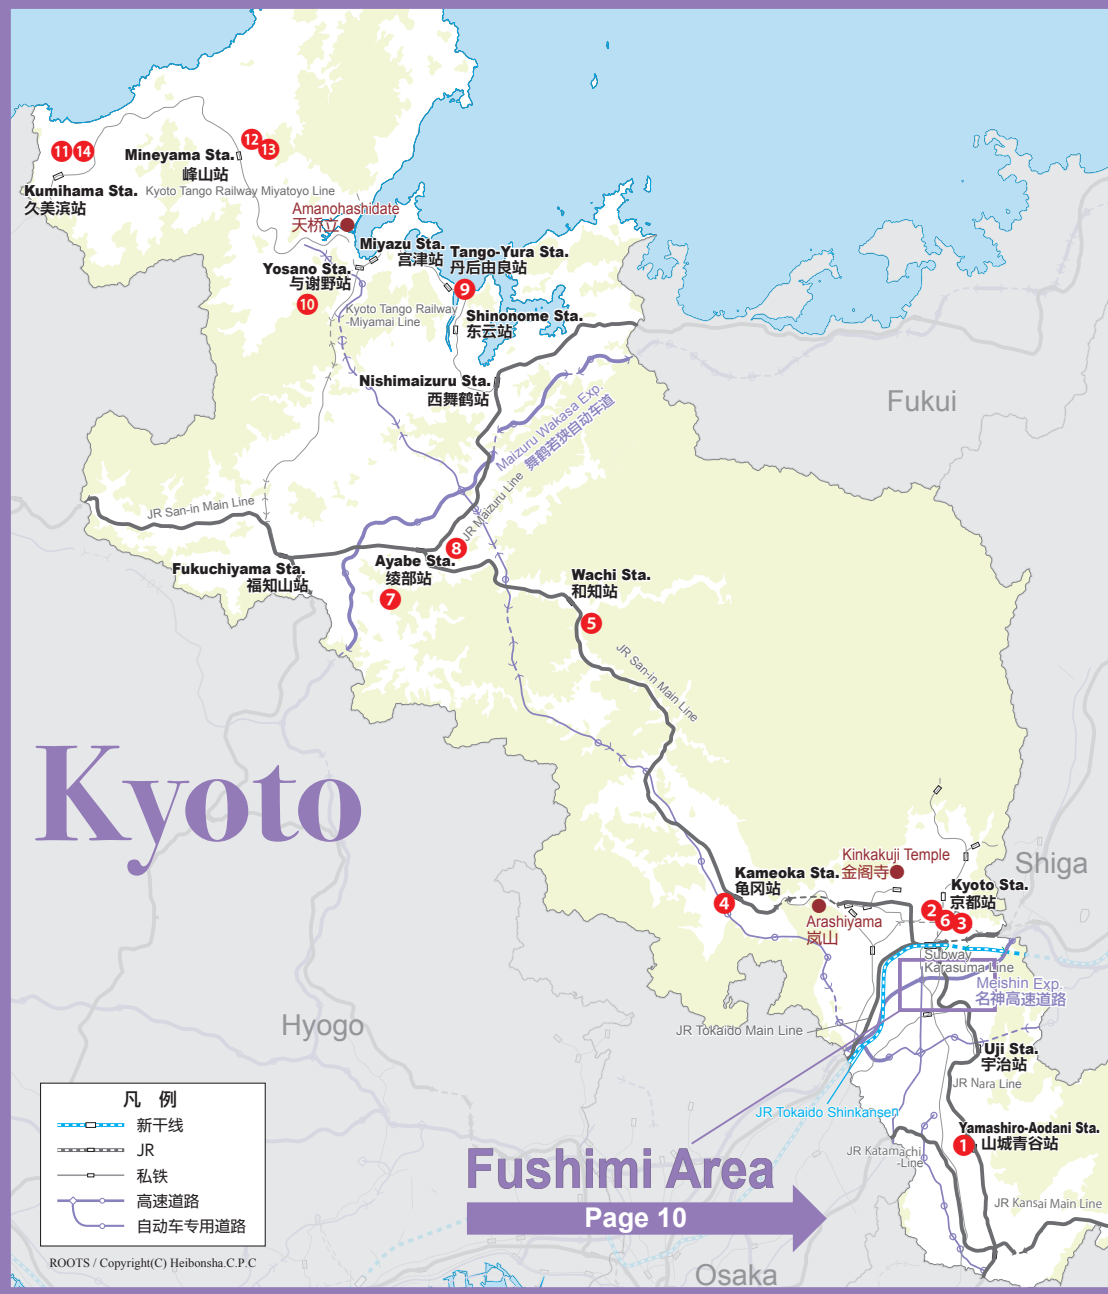 12
13
11
14
Mineyama Sta.
峰山站
Kumihama Sta.
久美滨站
Kyoto Tango Railway Miyatoyo Line
Amanohashidate
天桥立
Miyazu Sta.
宫津站
Tango-Yura Sta.
丹后由良站
Yosano Sta.
与谢野站
9
10
Kyoto Tango Railway
-Miyamai Line
Shinonome Sta.
东云站
Nishimaizuru Sta.
西舞鹤站
Fukui
Maizuru Wakasa Exp.
舞鹤若狭自动车道
JR San-in Main Line
JR Maizuru Line
8
Ayabe Sta.
绫部站
Fukuchiyama Sta.
福知山站
7
Wachi Sta.
和知站
5
JR San-in Main Line
Kyoto
Kinkakuji Temple
金阁寺
Shiga
Kameoka Sta.
龟冈站
Kyoto Sta.
京都站
4
2
6
3
Arashiyama
岚山
Subway
Karasuma Line
Meishin Exp.
名神高速道路
Hyogo
JR Tokaido Main Line
Uji Sta.
宇治站
JR Nara Line
JR Tokaido Shinkansen
Yamashiro-Aodani Sta.
山城青谷站
1
JR Katamachi
-Line
JR Kansai Main Line
Fushimi Area
Page 10
Osaka
凡 例
新干线
JR
私铁
高速道路
自动车专用道路
ROOTS / Copyright(C) Heibonsha.C.P.C